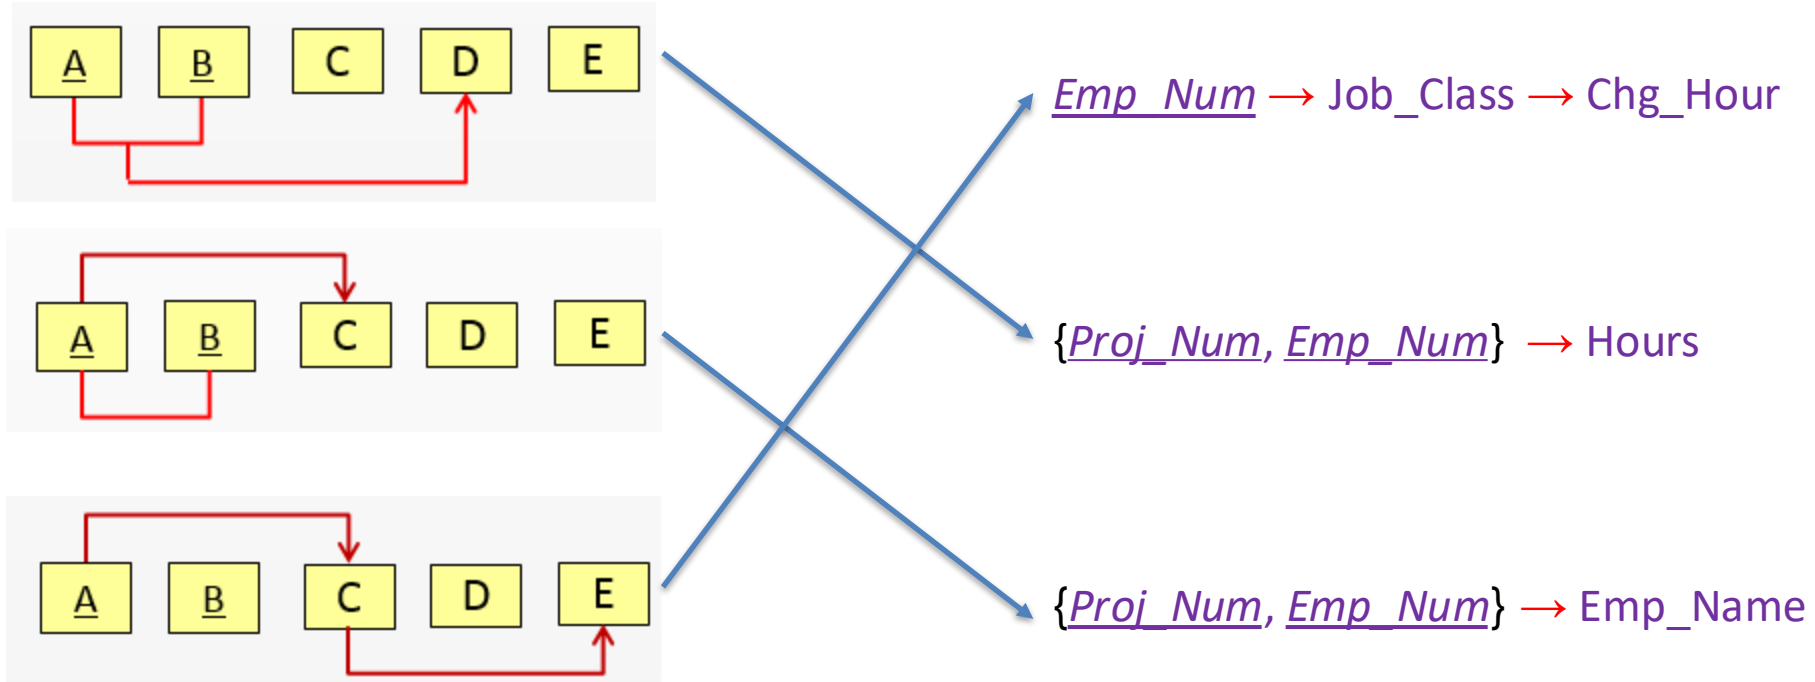 A B C D E
Emp_Num → Job_Class → Chg_Hour
A B C D E
{Proj_Num, Emp_Num} → Hours
A B C D E
{Proj_Num, Emp_Num} → Emp_Name